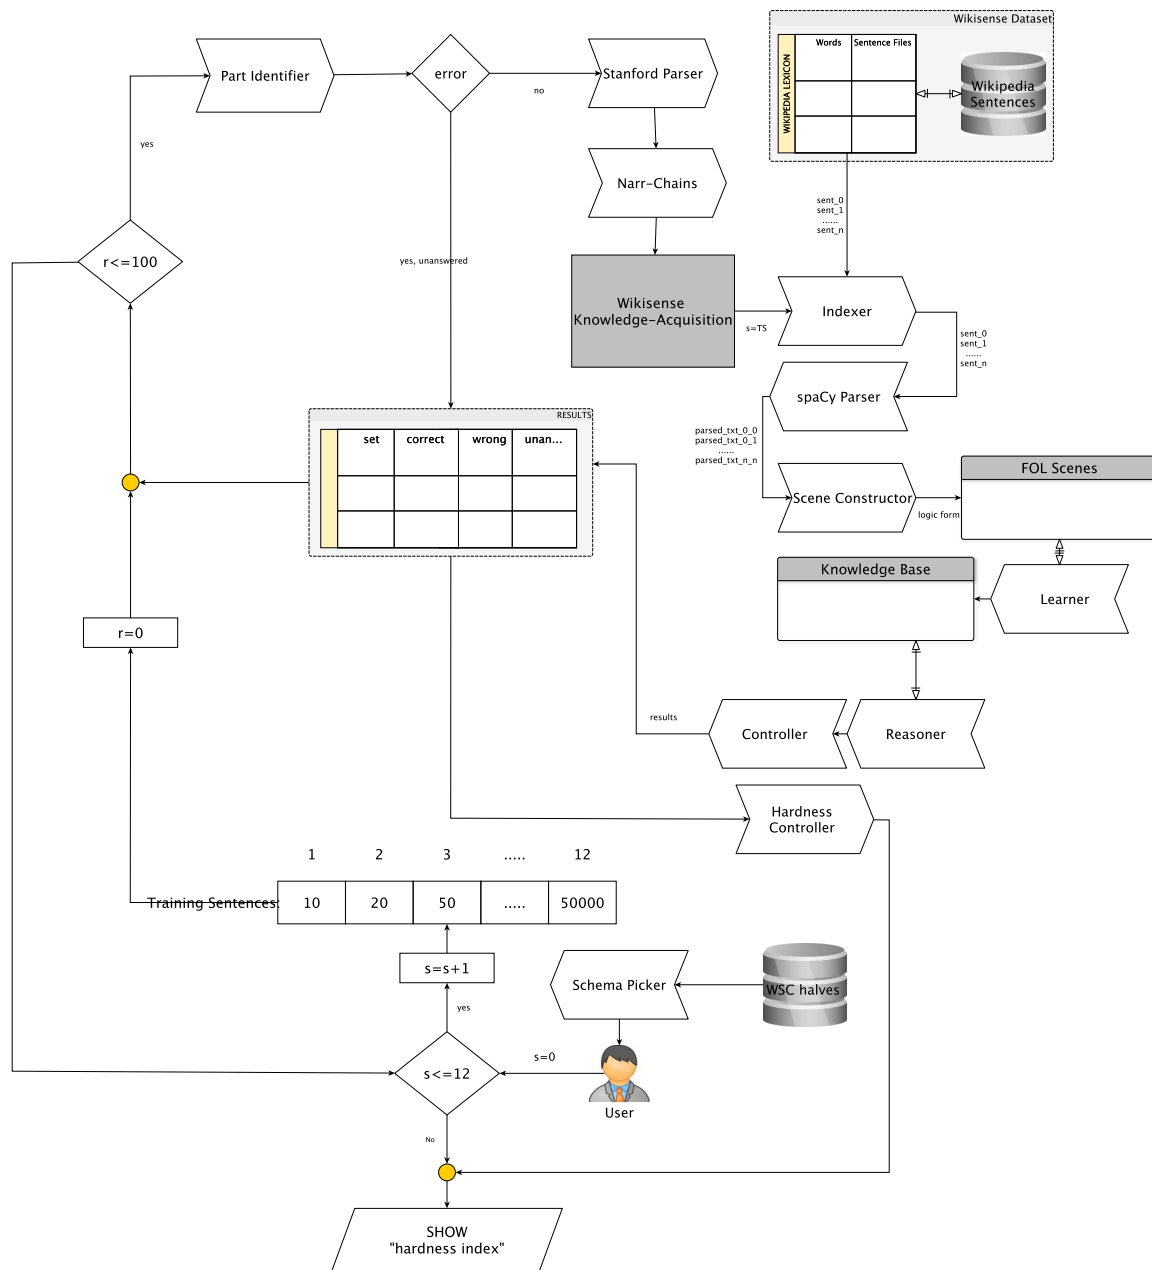 Wikisense Dataset
Words
Sentence Files
WIKIPEDIA LEXICON
Wikipedia
Sentences
Part Identifier
error
no
Stanford Parser
yes
Narr-Chains
sent_0
sent_1
......
sent_n
r<=100
yes, unanswered
Wikisense
Knowledge-Acquisition
s=TS
Indexer
sent_0
sent_1
......
sent_n
spaCy Parser
parsed_txt_0_0
parsed_txt_0_1
......
parsed_txt_n_n
RESULTS
set
correct
wrong
unan...
Scene Constructor
logic form
FOL Scenes
Knowledge Base
Learner
r=0
results
Controller
Reasoner
Hardness
Controller
1
2
3
.....
12
Training Sentences:
10
20
50
.....
50000
s=s+1
yes
Schema Picker
WSC halves
s<=12
s=0
User
No
SHOW
"hardness index"